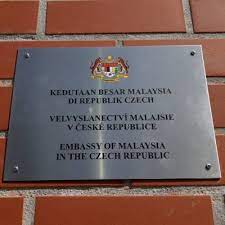 KEDUTAAN BESAR MALAYSIA
DI REPUBLIK CZECH
VELVYSLANECTVÍ MALAJSIE
V ČESKÉ REPUBLICE
EMBASSY OF MALAYSIA
IN THE CZECH REPUBLIC